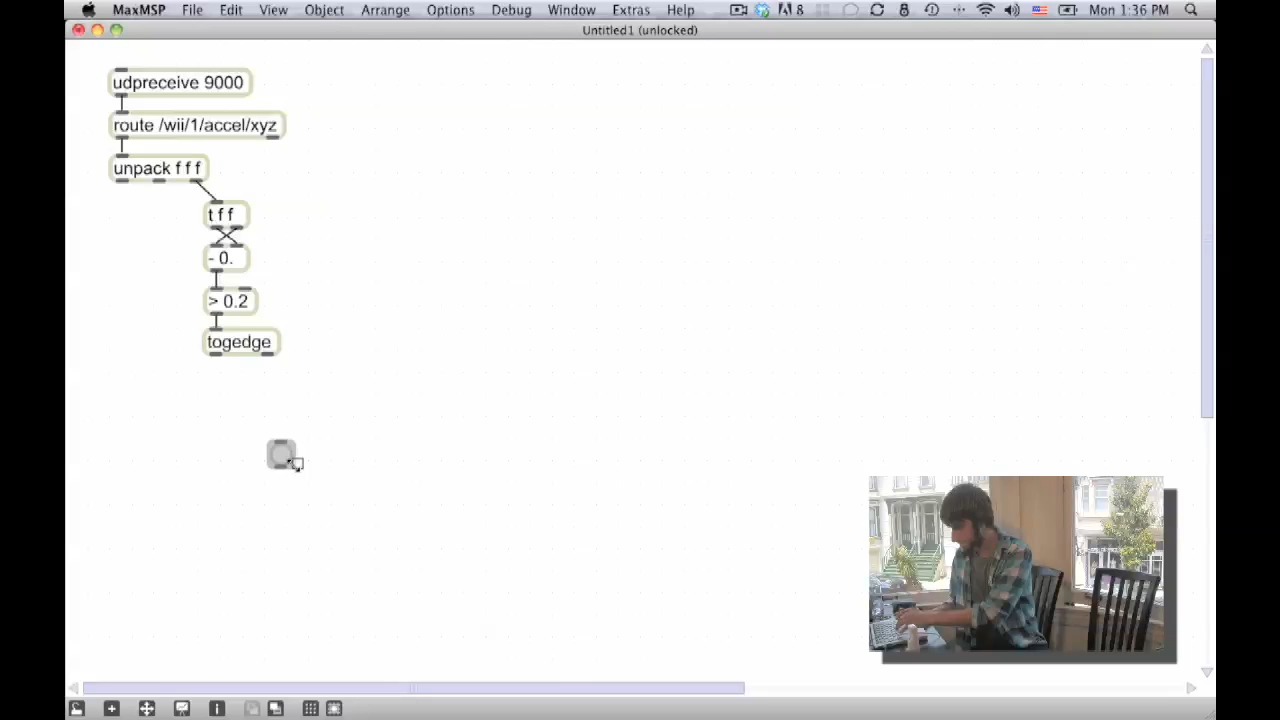 MaxMSP File Edit View Object Arrange Options Debug Window Extras Help 8 Mon 1:36 PM
Untitled1 (unlocked)
udpreceive 9000
route /wii/1/accel/xyz
unpack f f f
t f f
- 0.
> 0.2
togedge